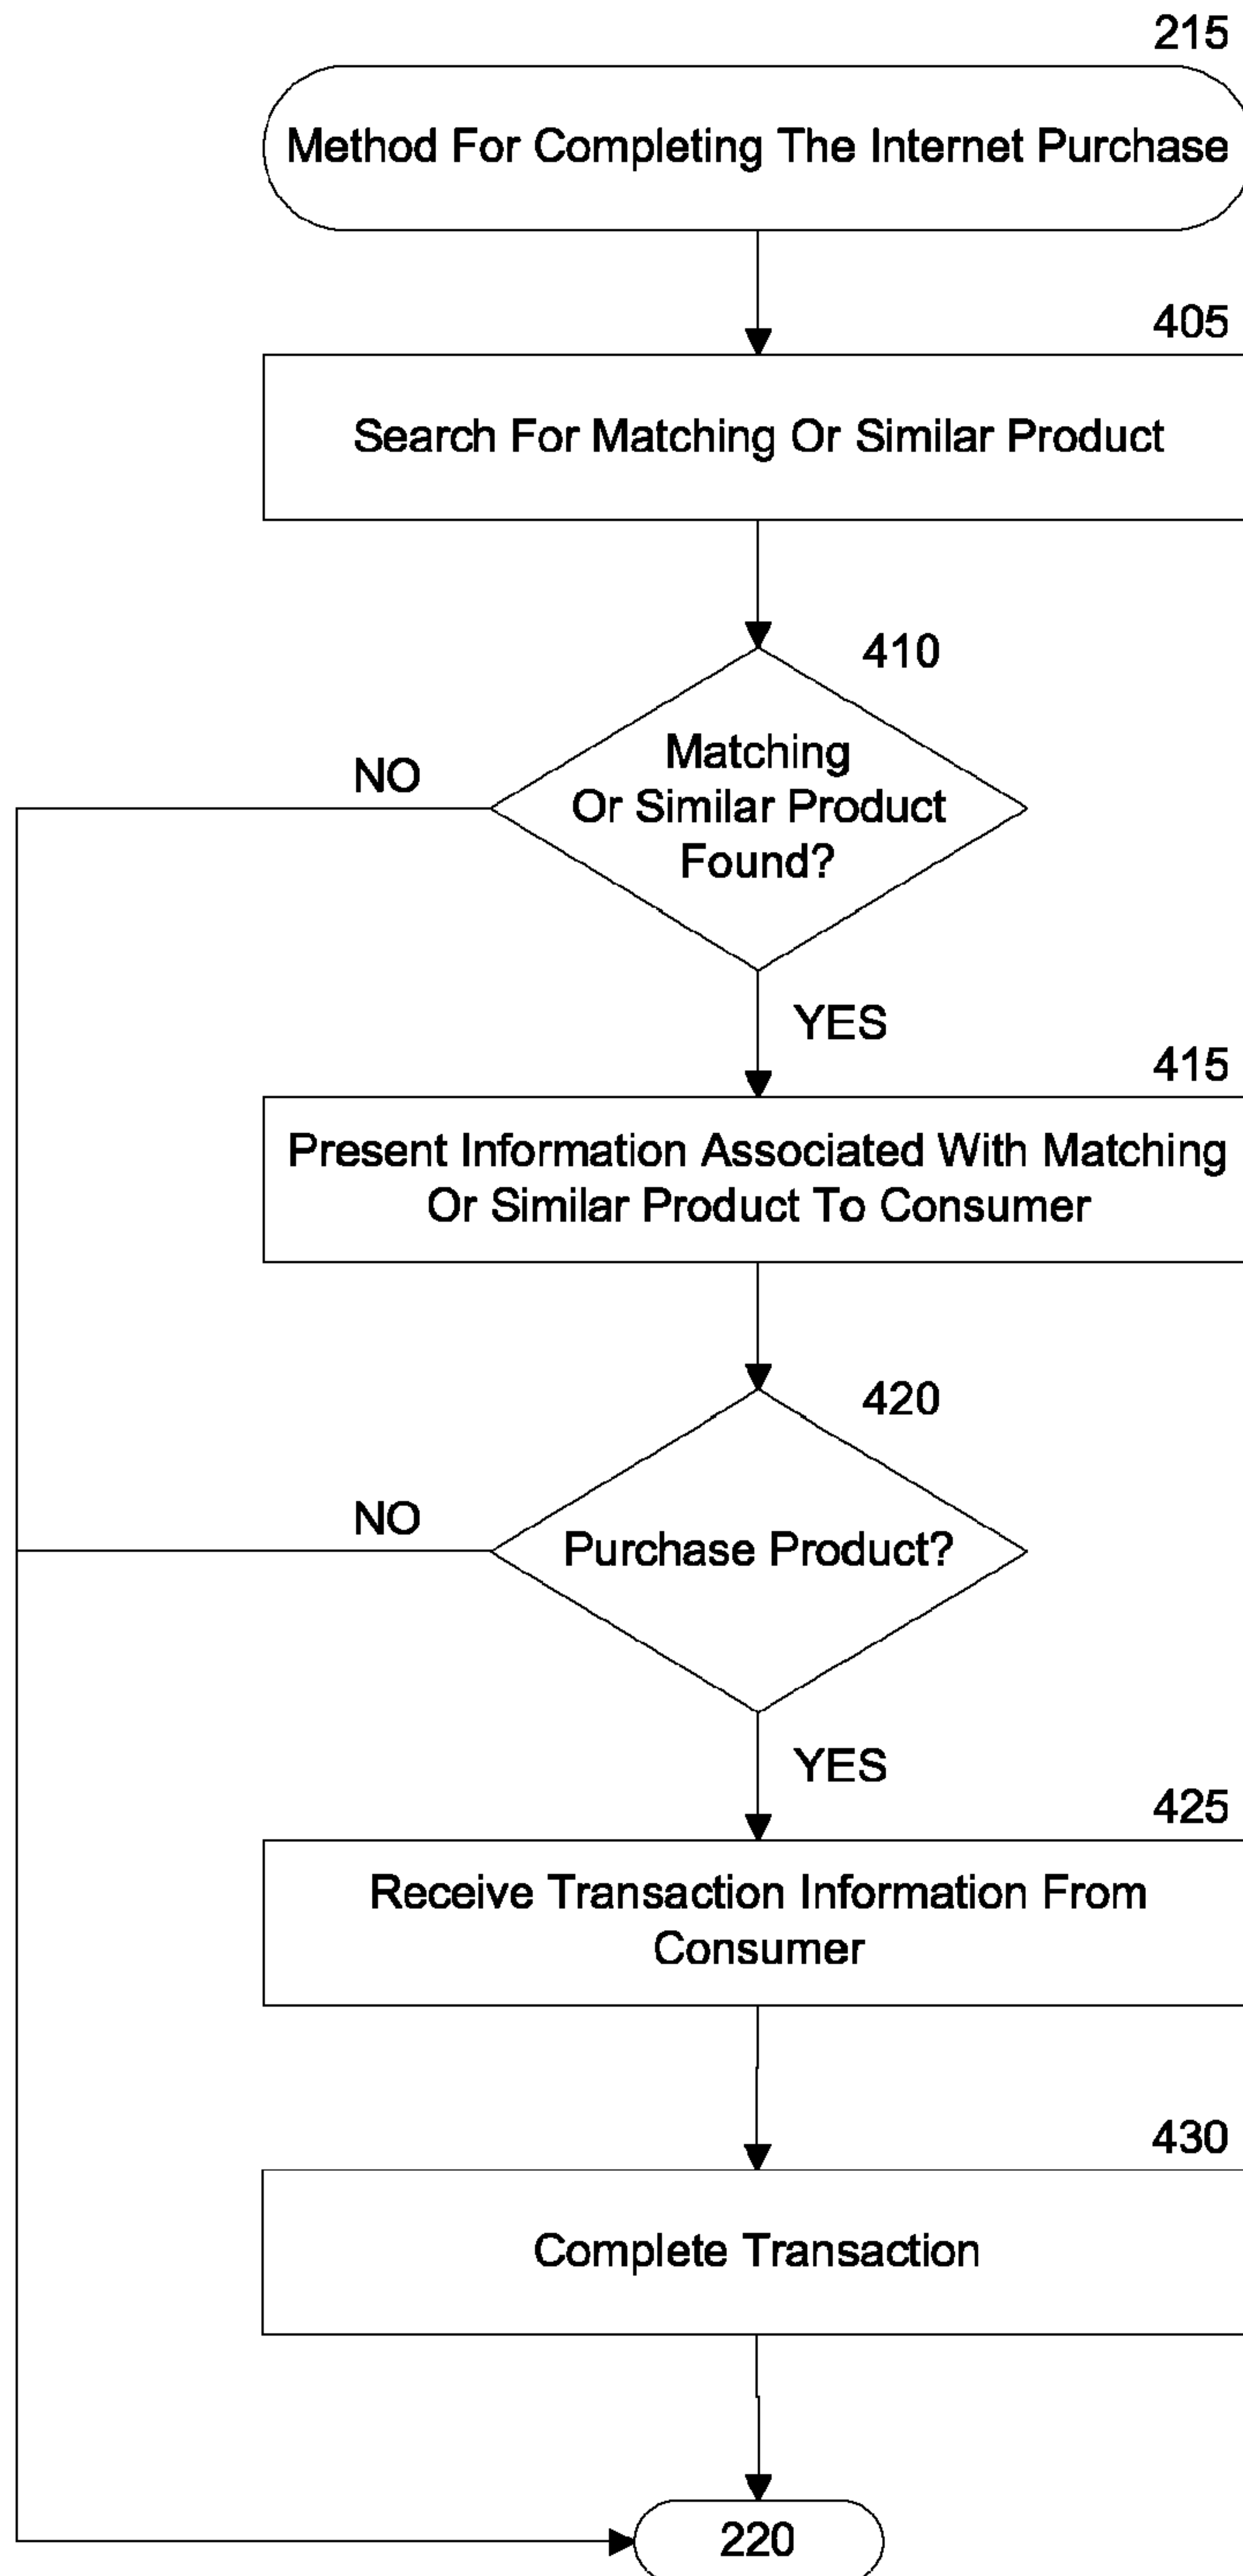 215
Method For Completing The Internet Purchase
405
Search For Matching Or Similar Product
410
Matching
Or Similar Product
Found?
NO
YES
415
Present Information Associated With Matching
Or Similar Product To Consumer
420
Purchase Product?
NO
YES
425
Receive Transaction Information From
Consumer
430
Complete Transaction
220